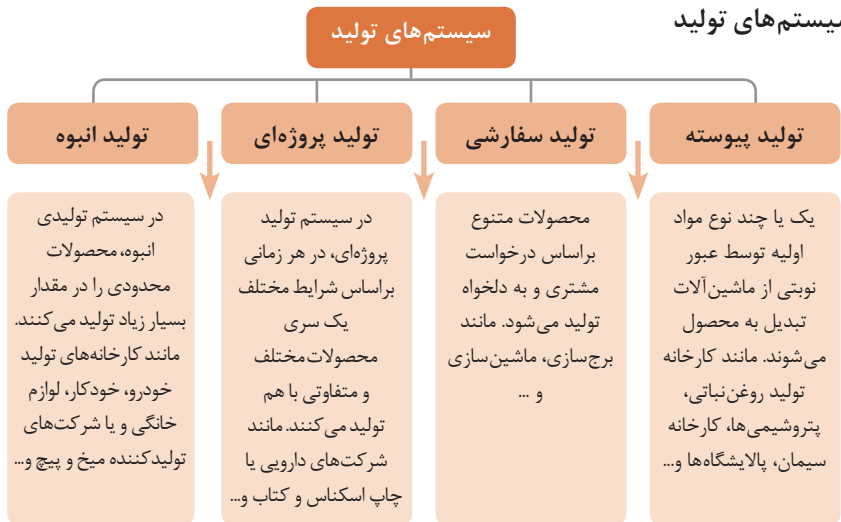 سیستم‌های تولید
سیستم‌های تولید
تولید پیوسته
یک یا چند نوع مواد
اولیه توسط عبور
نوبتی از ماشین‌آلات
تبدیل به محصول
می‌شوند. مانند کارخانه
تولید روغن‌نباتی،
پتروشیمی‌ها، کارخانه
سیمان، پالایشگاه‌ها و...
تولید سفارشی
محصولات متنوع
براساس درخواست
مشتری و به دلخواه
تولید می‌شود. مانند
برج‌سازی، ماشین‌سازی
و ...
تولید پروژه‌ای
در سیستم تولید
پروژه‌ای، در هر زمانی
براساس شرایط مختلف
یک سری
محصولات مختلف
و متفاوتی با هم
تولید می‌کنند. مانند
شرکت‌های دارویی یا
چاپ اسکناس و کتاب و...
تولید انبوه
در سیستم تولیدی
انبوه، محصولات
محدودی را در مقدار
بسیار زیاد تولید می‌کنند.
مانند کارخانه‌های تولید
خودرو، خودکار، لوازم
خانگی و یا شرکت‌های
تولیدکننده میخ و پیچ و...